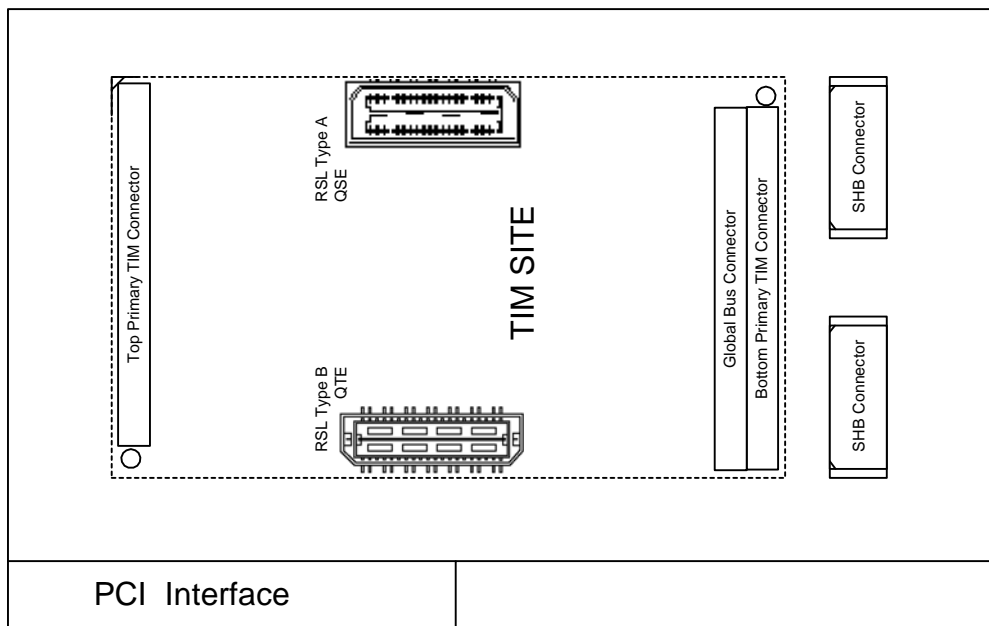 Top Primary TIM Connector
RSL Type A
QSE
RSL Type B
QTE
TIM SITE
Global Bus Connector
Bottom Primary TIM Connector
SHB Connector
SHB Connector
PCI Interface